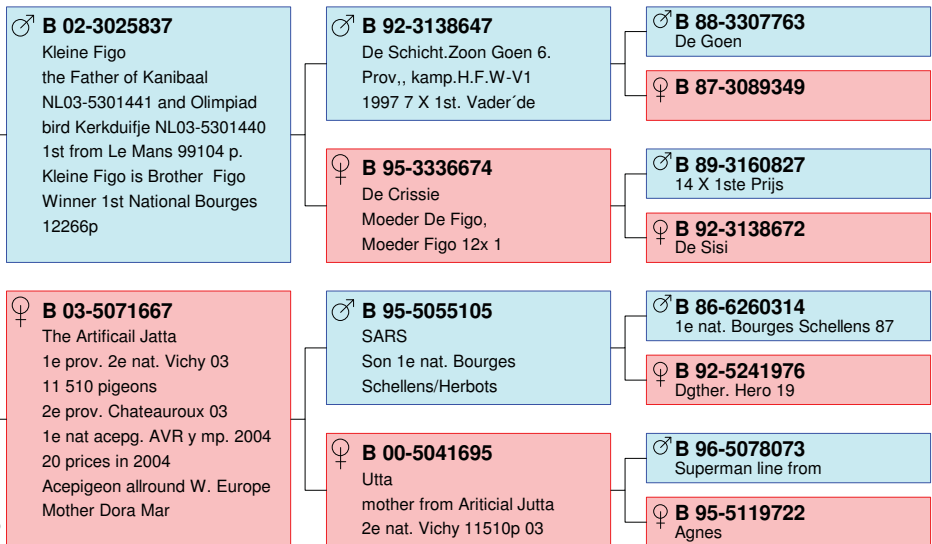 B 02-3025837
Kleine Figo
the Father of Kanibaal
NL03-5301441 and Olimpiad
bird Kerkduifje NL03-5301440
1st from Le Mans 99104 p.
Kleine Figo is Brother Figo
Winner 1st National Bourges
12266p
B 03-5071667
The Artificail Jatta
1e prov. 2e nat. Vichy 03
11 510 pigeons
2e prov. Chateauroux 03
1e nat acepg. AVR y mp. 2004
20 prices in 2004
Acepigeon allround W. Europe
Mother Dora Mar
B 92-3138647
De Schicht.Zoon Goen 6.
Prov,, kamp.H.F.W-V1
1997 7 X 1st. Vader´de
B 95-3336674
De Crissie
Moeder De Figo,
Moeder Figo 12x 1
B 95-5055105
SARS
Son 1e nat. Bourges
Schellens/Herbots
B 00-5041695
Utta
mother from Ariticial Jutta
2e nat. Vichy 11510p 03
B 88-3307763
De Goen
B 87-3089349
B 89-3160827
14 X 1ste Prijs
B 92-3138672
De Sisi
B 86-6260314
1e nat. Bourges Schellens 87
B 92-5241976
Dgther. Hero 19
B 96-5078073
Superman line from
B 95-5119722
Agnes